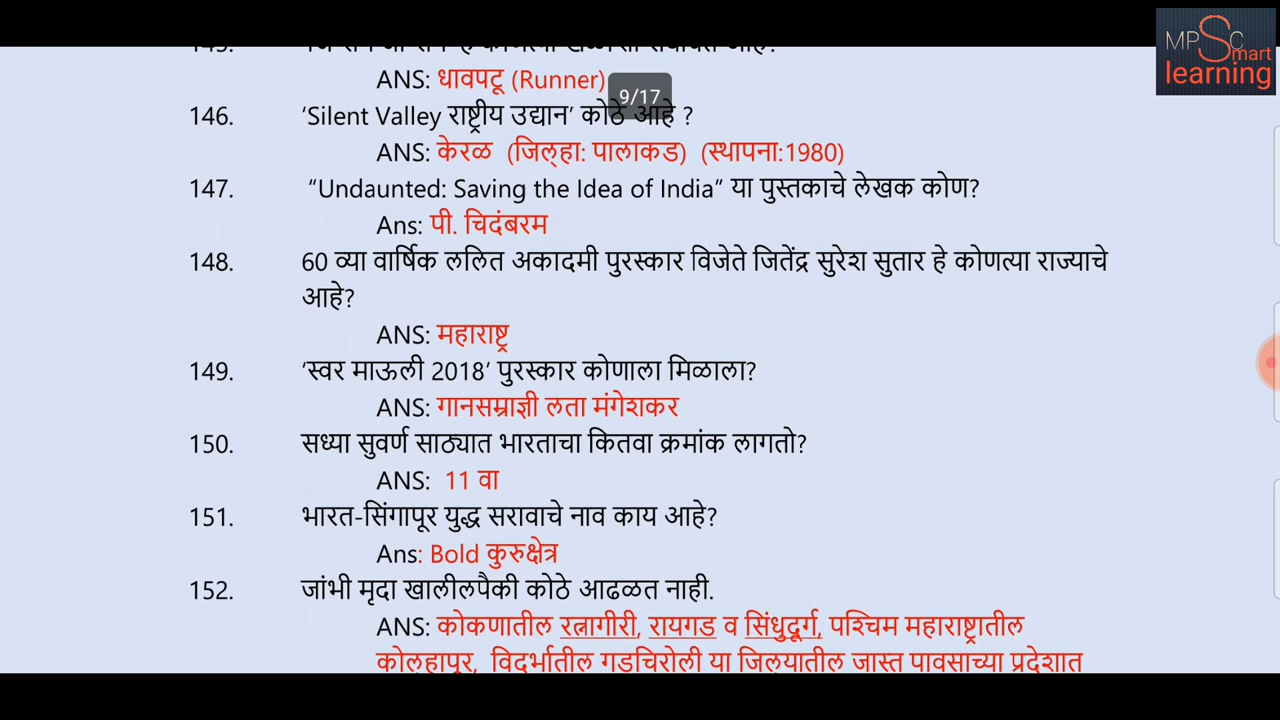 MPSC
smart
learning
ANS: धावपटू (Runner)
9/17
146. ‘Silent Valley राष्ट्रीय उद्यान’ कोठे आहे ?
ANS: केरळ (जिल्हा: पालाकड) (स्थापना:1980)
147. “Undaunted: Saving the Idea of India” या पुस्तकाचे लेखक कोण?
Ans: पी. चिदंबरम
148. 60 व्या वार्षिक ललित अकादमी पुरस्कार विजेते जितेंद्र सुरेश सुतार हे कोणत्या राज्याचे
आहे?
ANS: महाराष्ट्र
149. ‘स्वर माऊली 2018’ पुरस्कार कोणाला मिळाला?
ANS: गानसम्राज्ञी लता मंगेशकर
150. सध्या सुवर्ण साठ्यात भारताचा कितवा क्रमांक लागतो?
ANS: 11 वा
151. भारत-सिंगापूर युद्ध सरावाचे नाव काय आहे?
Ans: Bold कुरुक्षेत्र
152. जांभी मृदा खालीलपैकी कोठे आढळत नाही.
ANS: कोकणातील रत्नागीरी, रायगड व सिंधुदूर्ग, पश्चिम महाराष्ट्रातील
कोल्हापूर, विदर्भातील गडचिरोली या जिल्यातील जास्त पावसाच्या प्रदेशात